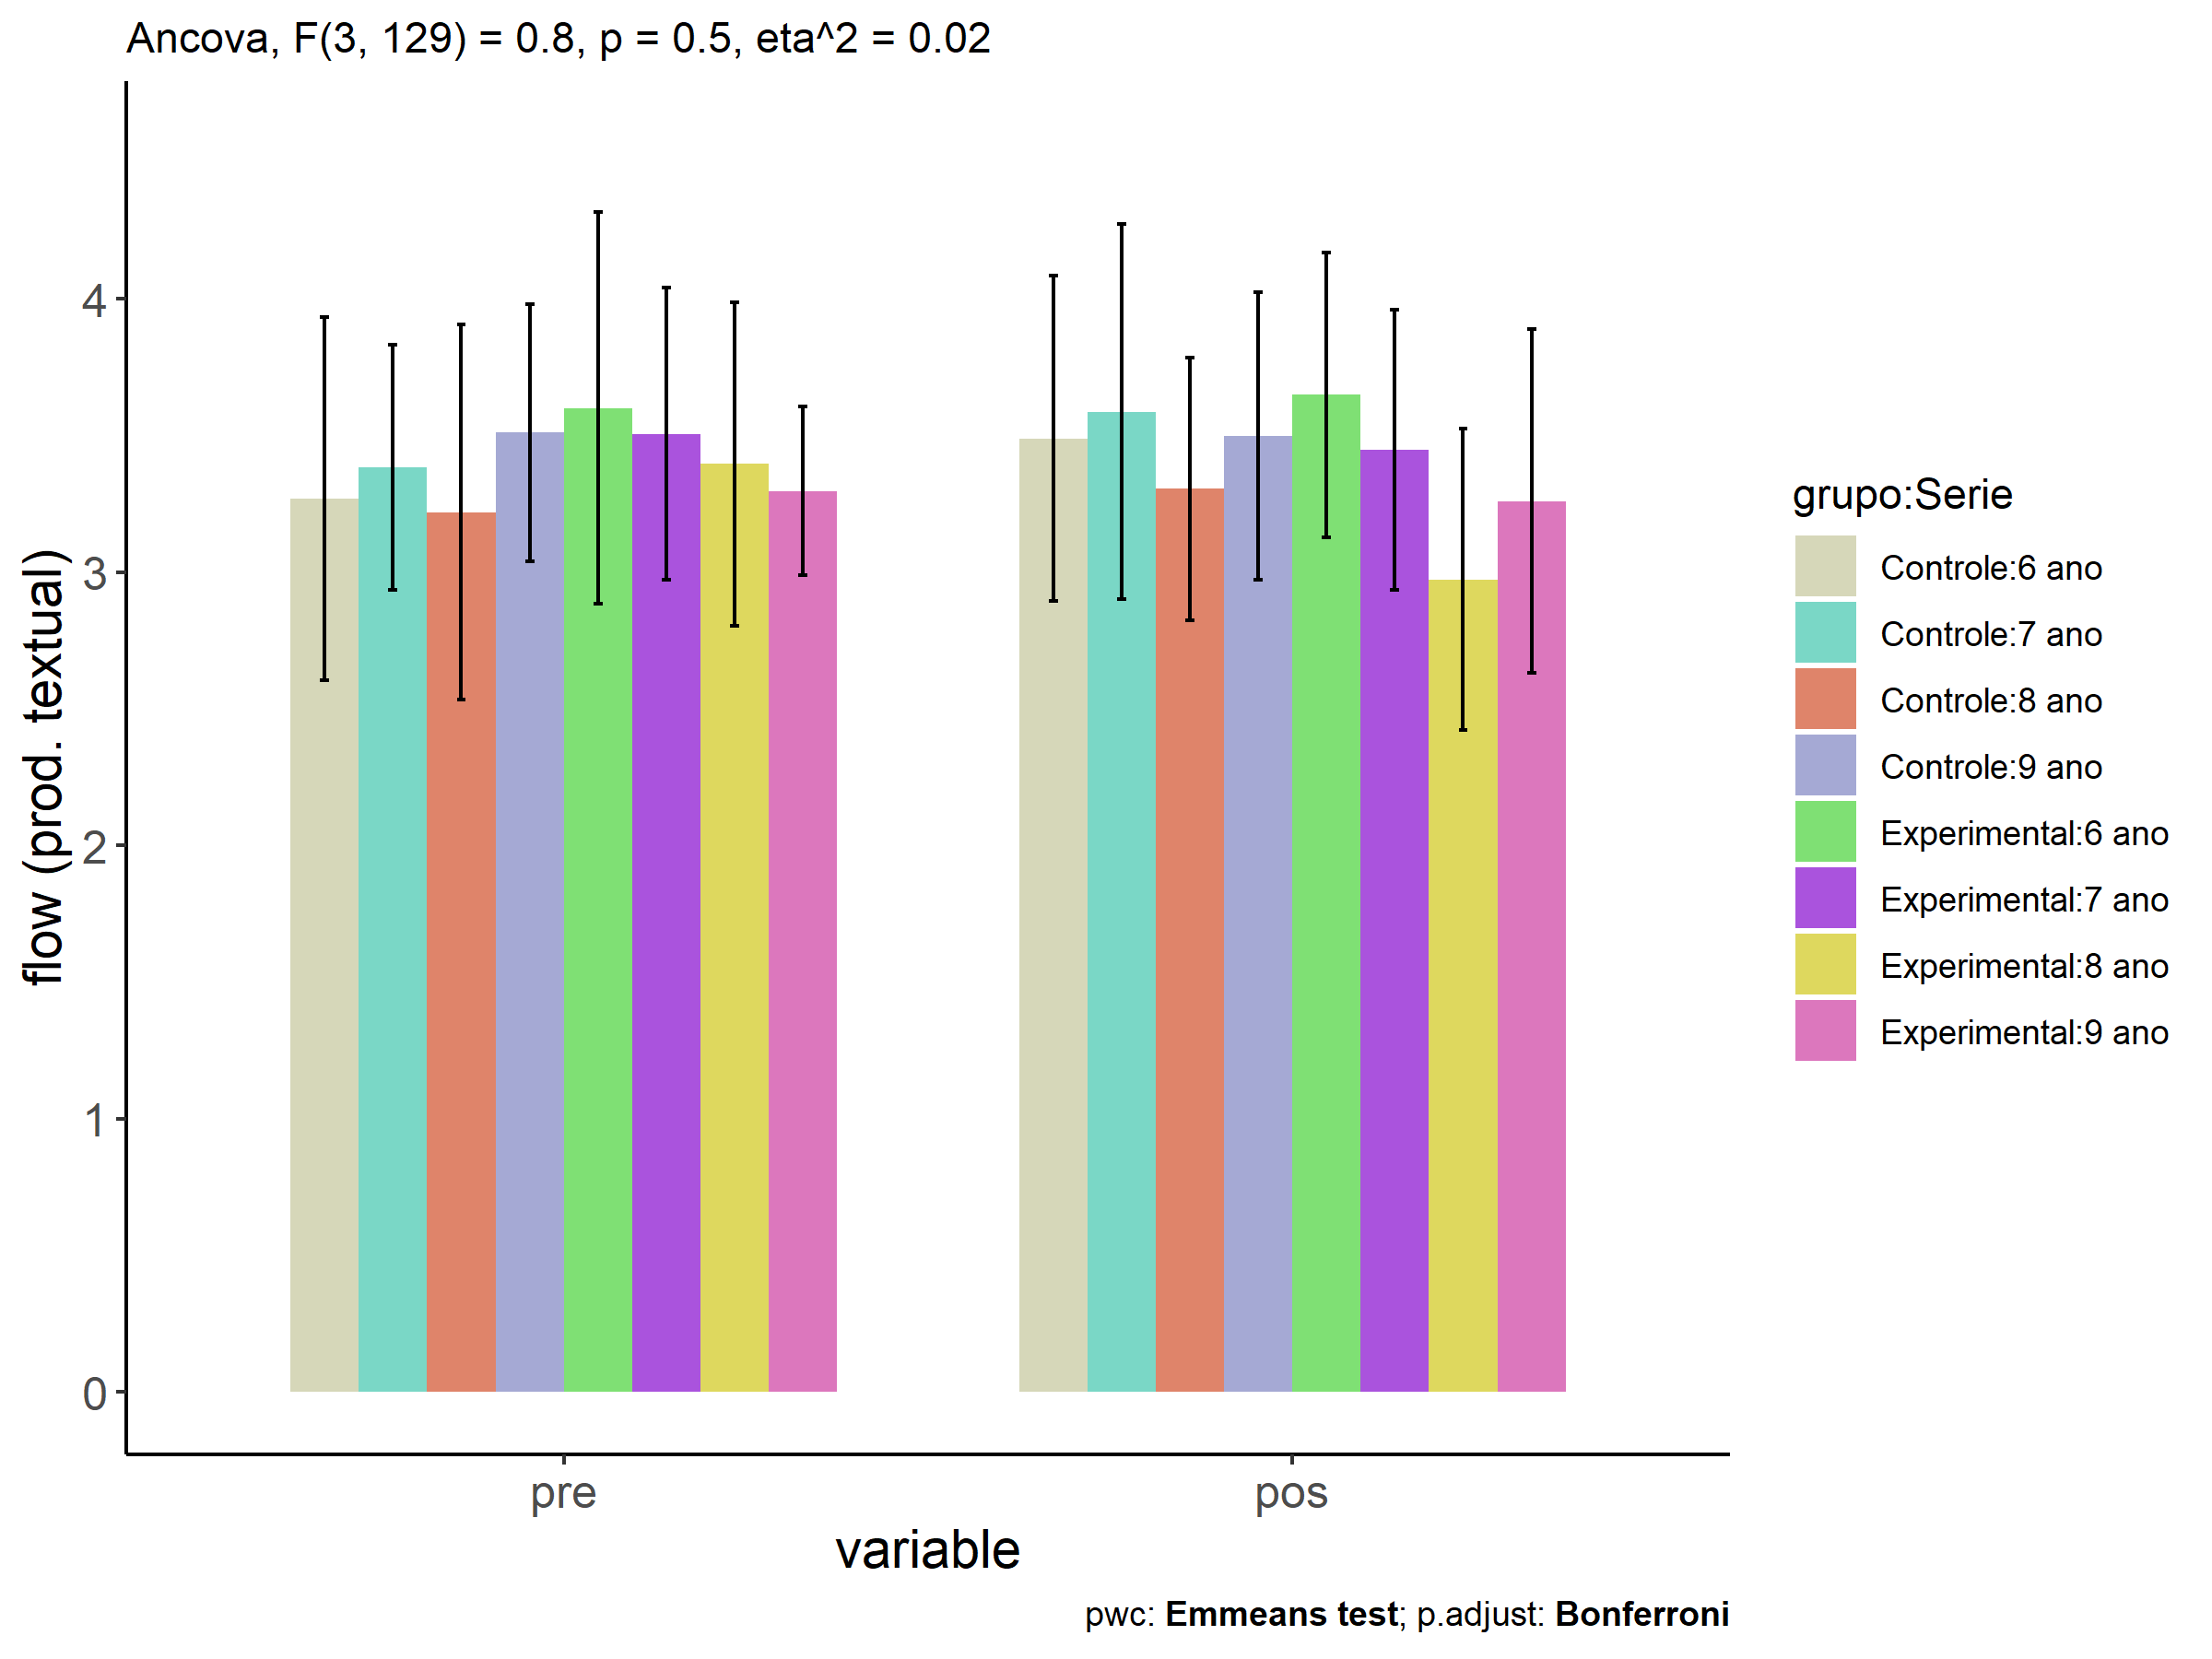 Ancova, F(3, 129) = 0.8, p = 0.5, eta^2 = 0.02
flow (prod. textual)
4
3
2
1
0
pre
pos
variable
grupo:Serie
Controle:6 ano
Controle:7 ano
Controle:8 ano
Controle:9 ano
Experimental:6 ano
Experimental:7 ano
Experimental:8 ano
Experimental:9 ano
pwc: Emmeans test; p.adjust: Bonferroni